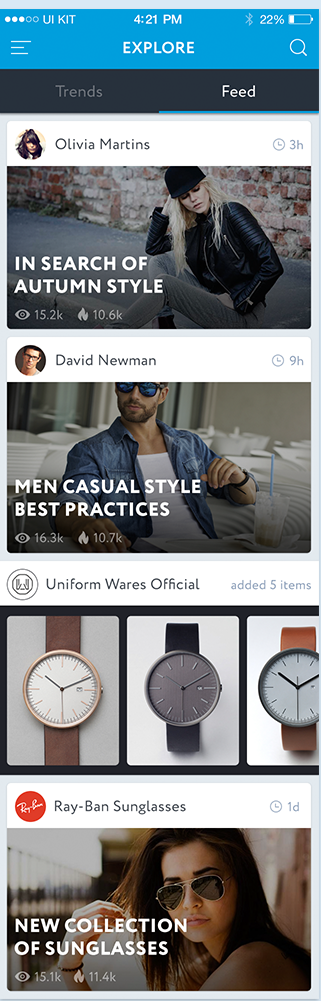 UI KIT 4:21 PM 22%
EXPLORE
Trends Feed
Olivia Martins 3h
IN SEARCH OF
AUTUMN STYLE
15.2k 10.6k
David Newman 9h
MEN CASUAL STYLE
BEST PRACTICES
16.3k 10.7k
Uniform Wares Official added 5 items
Ray-Ban
Ray-Ban Sunglasses 1d
NEW COLLECTION
OF SUNGLASSES
15.1k 11.4k